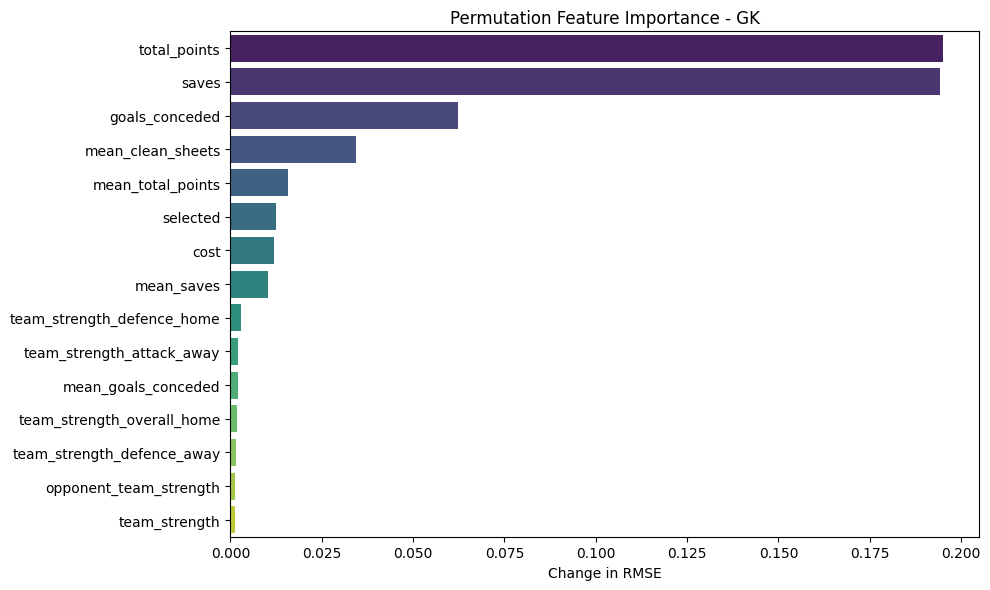 Permutation Feature Importance - GK
total_points
saves
goals_conceded
mean_clean_sheets
mean_total_points
selected
cost
mean_saves
team_strength_defence_home
team_strength_attack_away
mean_goals_conceded
team_strength_overall_home
team_strength_defence_away
opponent_team_strength
team_strength
0.000 0.025 0.050 0.075 0.100 0.125 0.150 0.175 0.200
Change in RMSE